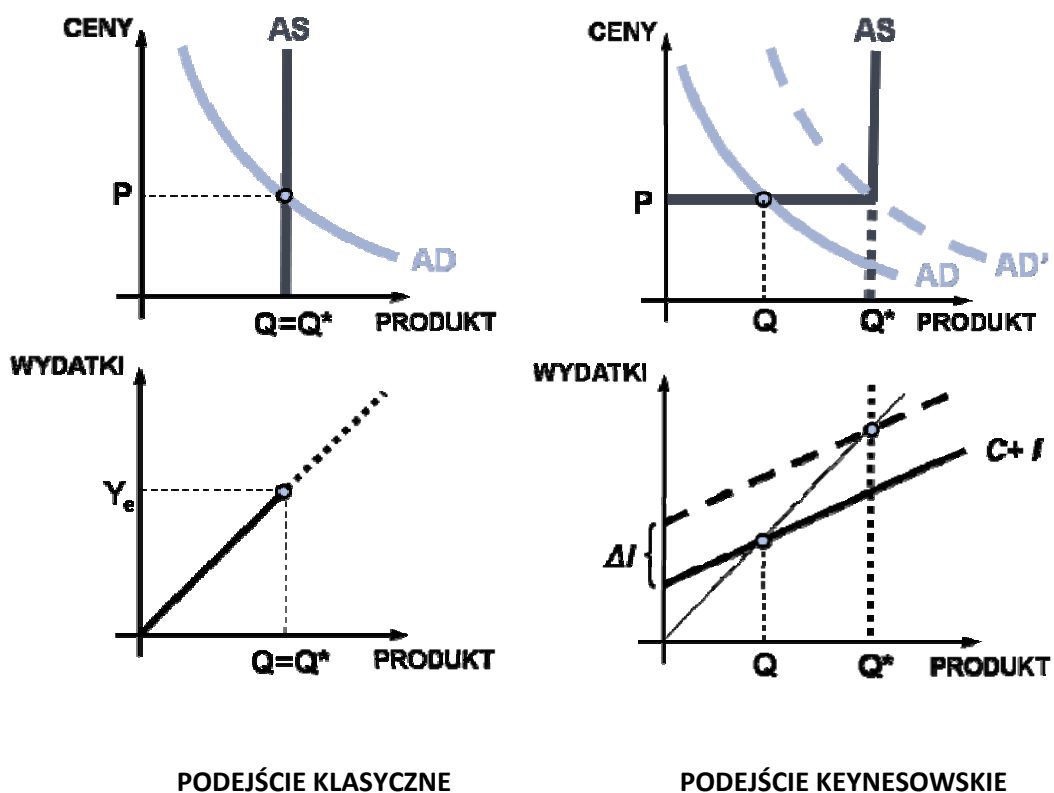 CENY
AS
P
AD
Q=Q*
PRODUKT
CENY
AS
P
AD
AD'
Q
Q*
PRODUKT
WYDATKI
Yₑ
Q=Q*
PRODUKT
WYDATKI
C+ I
ΔI
Q
Q*
PRODUKT
PODEJŚCIE KLASYCZNE
PODEJŚCIE KEYNESOWSKIE